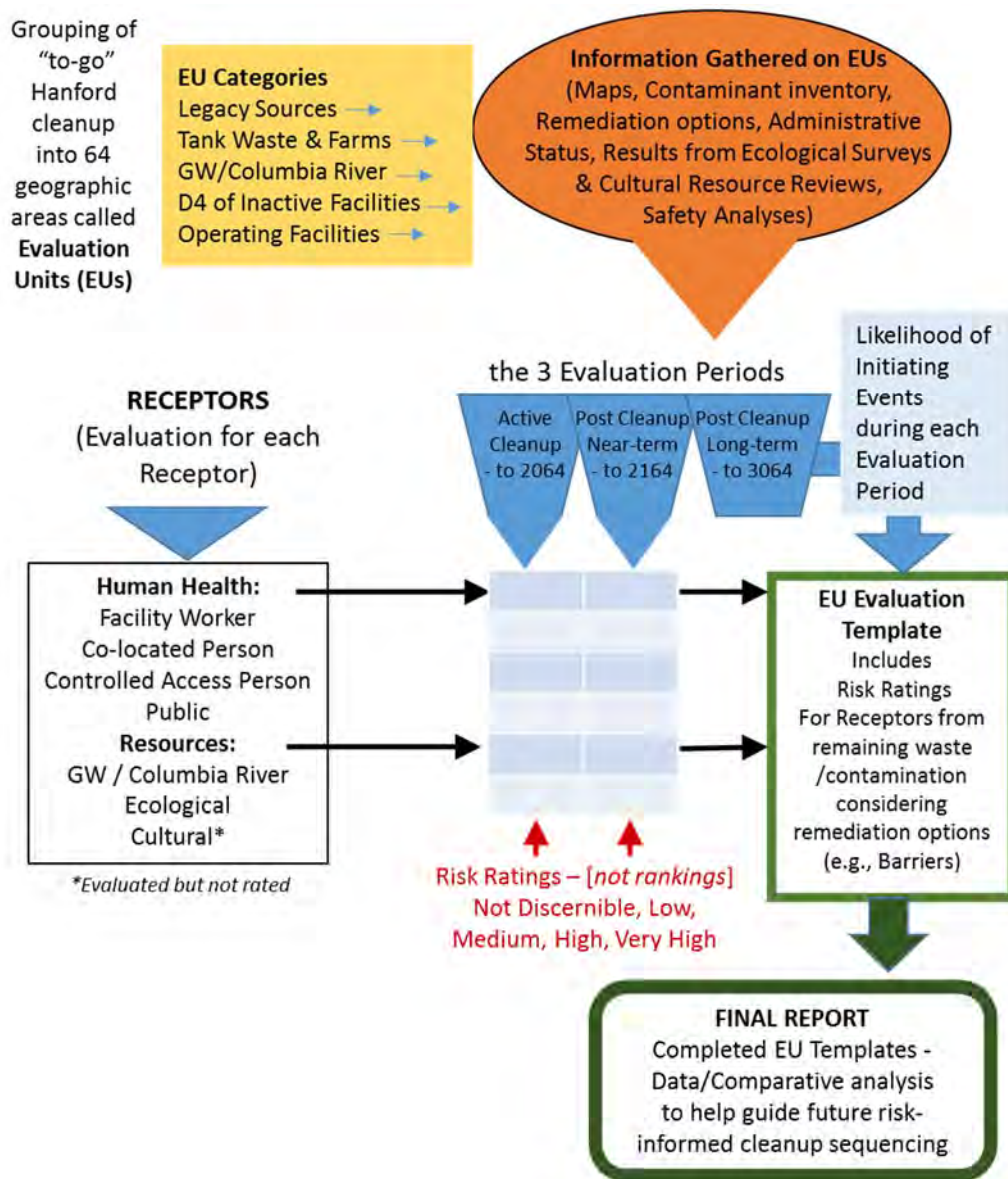 Grouping of
“to-go”
Hanford
cleanup
into 64
geographic
areas called
Evaluation
Units (EUs)
EU Categories
Legacy Sources
Tank Waste & Farms
GW/Columbia River
D4 of Inactive Facilities
Operating Facilities
Information Gathered on EUs
(Maps, Contaminant inventory,
Remediation options, Administrative
Status, Results from Ecological Surveys
& Cultural Resource Reviews,
Safety Analyses)
the 3 Evaluation Periods
Active
Cleanup
- to 2064
Post Cleanup
Near-term
- to 2164
Post Cleanup
Long-term
- to 3064
Likelihood of
Initiating
Events
during each
Evaluation
Period
RECEPTORS
(Evaluation for each
Receptor)
Human Health:
Facility Worker
Co-located Person
Controlled Access Person
Public
Resources:
GW / Columbia River
Ecological
Cultural*
*Evaluated but not rated
Risk Ratings – [not rankings]
Not Discernible, Low,
Medium, High, Very High
EU Evaluation
Template
Includes
Risk Ratings
For Receptors from
remaining waste
/contamination
considering
remediation options
(e.g., Barriers)
FINAL REPORT
Completed EU Templates -
Data/Comparative analysis
to help guide future risk-
informed cleanup sequencing